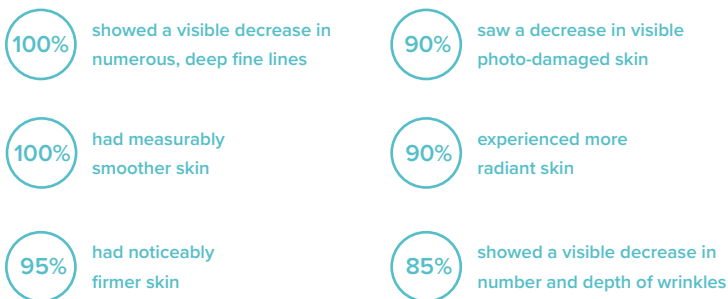 100%
showed a visible decrease in
numerous, deep fine lines
90%
saw a decrease in visible
photo-damaged skin
100%
had measurably
smoother skin
90%
experienced more
radiant skin
95%
had noticeably
firmer skin
85%
showed a visible decrease in
number and depth of wrinkles